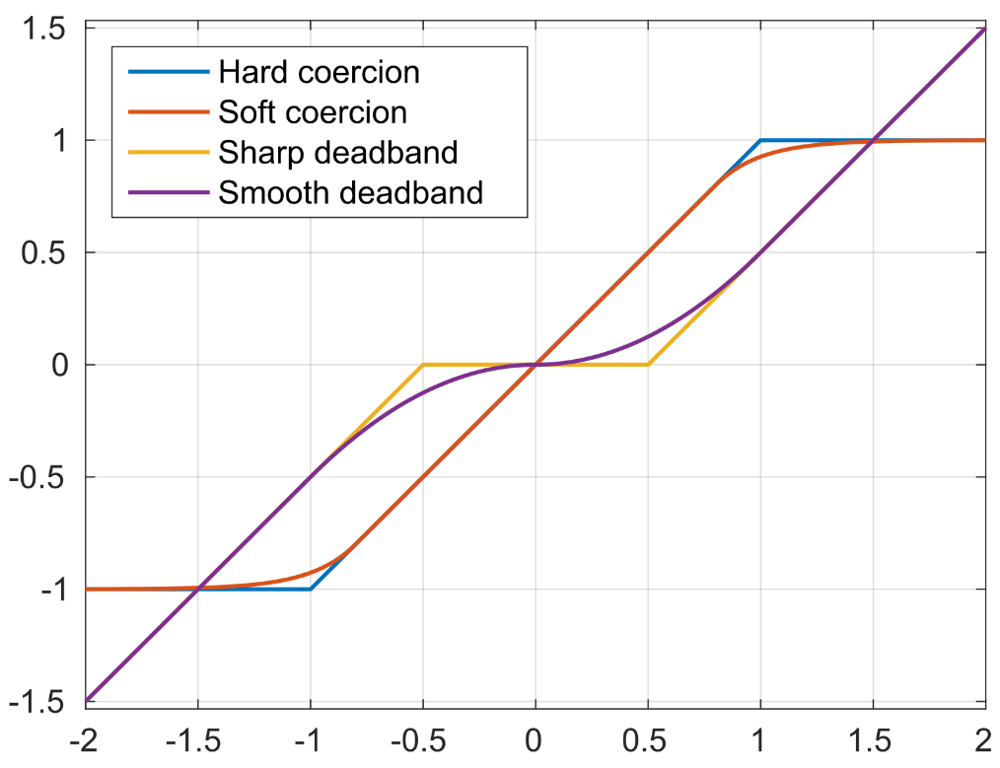 1.5
1
0.5
0
-0.5
-1
-1.5
Hard coercion
Soft coercion
Sharp deadband
Smooth deadband
-2 -1.5 -1 -0.5 0 0.5 1 1.5 2